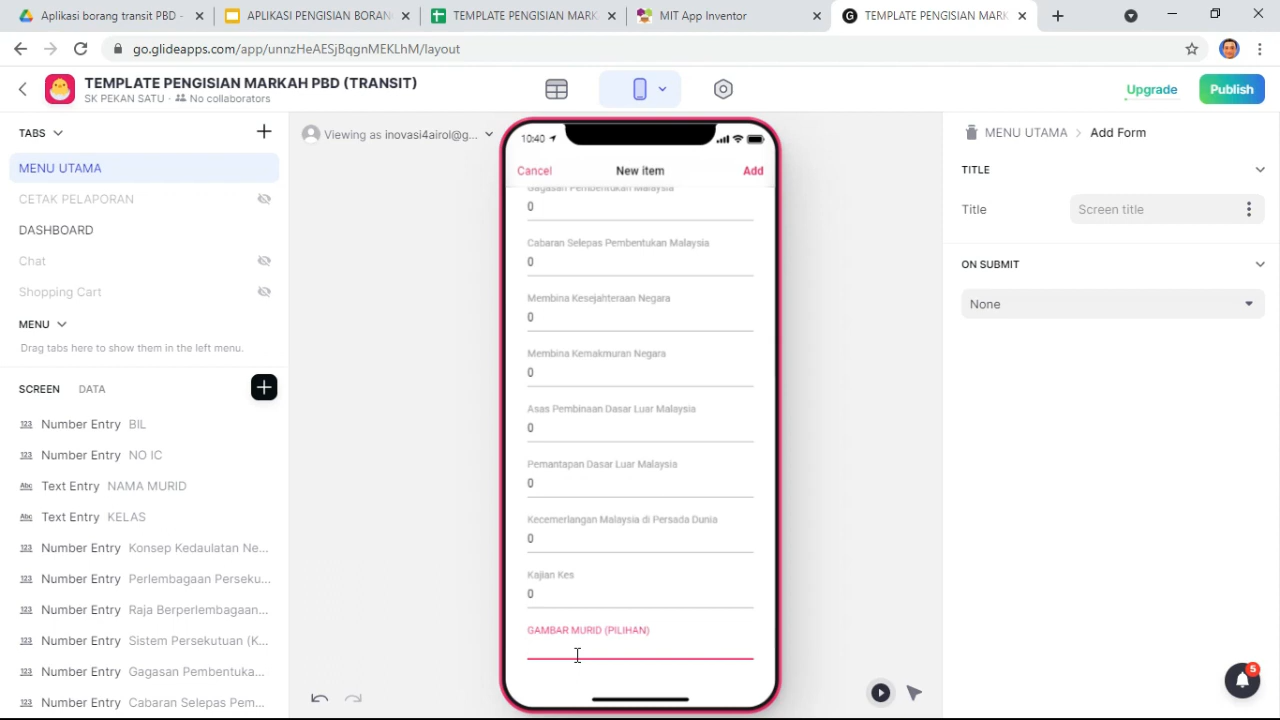 Aplikasi borang transit PBD -
APLIKASI PENGISIAN BORAN
TEMPLATE PENGISIAN MARKA
MIT App Inventor
TEMPLATE PENGISIAN MARK
go.glideapps.com/app/unnzHeAESjBqgnMEKLhM/layout
TEMPLATE PENGISIAN MARKAH PBD (TRANSIT)
SK PEKAN SATU · No collaborators
Upgrade
Publish
TABS
MENU UTAMA
CETAK PELAPORAN
DASHBOARD
Chat
Shopping Cart
MENU
Drag tabs here to show them in the left menu.
SCREEN DATA
Number Entry BIL
Number Entry NO IC
Text Entry NAMA MURID
Text Entry KELAS
Number Entry Konsep Kedaulatan Ne...
Number Entry Perlembagaan Perseku...
Number Entry Raja Berperlembagaan...
Number Entry Sistem Persekutuan (K...
Number Entry Gagasan Pembentuka...
Number Entry Cabaran Selepas Pem...
Viewing as inovasi4airol@g...
10:40
Cancel New item Add
Gagasan Pembentukan Malaysia
0
Cabaran Selepas Pembentukan Malaysia
0
Membina Kesejahteraan Negara
0
Membina Kemakmuran Negara
0
Asas Pembinaan Dasar Luar Malaysia
0
Pemantapan Dasar Luar Malaysia
0
Kecemerlangan Malaysia di Persada Dunia
0
Kajian Kes
0
GAMBAR MURID (PILIHAN)
MENU UTAMA > Add Form
TITLE
Title Screen title
ON SUBMIT
None
5